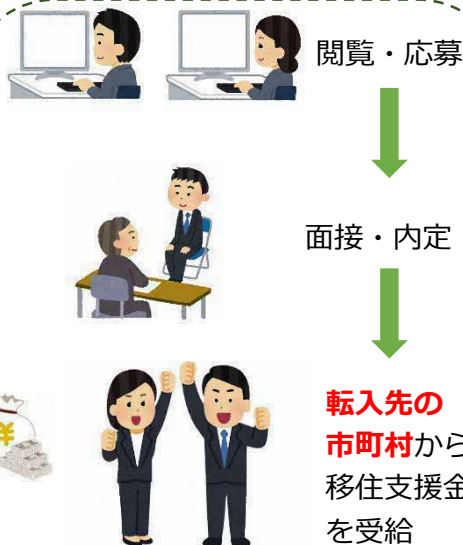 閲覧・応募
面接・内定
転入先の
市町村から
移住支援金
を受給
¥